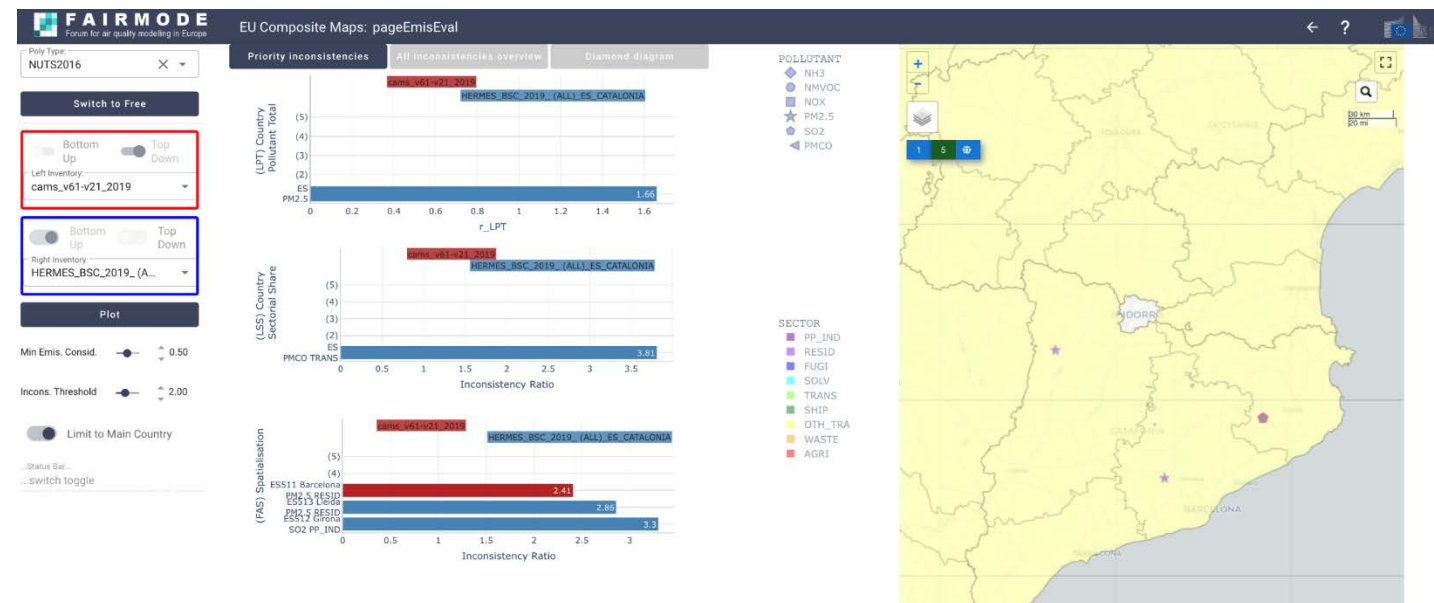 FAIRMODE
Forum for air quality modeling in Europe
EU Composite Maps: pageEmisEval
?
Poly Type:
NUTS2016
Switch to Free
Bottom Up
Top Down
Left Inventory:
cams_v61-v21_2019
Bottom Up
Top Down
Right Inventory:
HERMES_BSC_2019_ (A...
Plot
Min Emis. Consid.
0.50
Incons. Threshold
2.00
Limit to Main Country
...Status Bar...
...switch toggle
Priority inconsistencies
All inconsistencies overview
Diamond diagram
cams_v61-v21_2019
HERMES_BSC_2019_ (ALL)_ES_CATALONIA
(LPT) Country
Pollutant Total
(5)
(4)
(3)
(2)
ES
PM2.5
1.66
0 0.2 0.4 0.6 0.8 1 1.2 1.4 1.6
r_LPT
cams_v61-v21_2019
HERMES_BSC_2019_ (ALL)_ES_CATALONIA
(LSS) Country
Sectorial Share
(5)
(4)
(3)
(2)
ES
PMCO TRANS
3.81
0 0.5 1 1.5 2 2.5 3 3.5
Inconsistency Ratio
cams_v61-v21_2019
HERMES_BSC_2019_ (ALL)_ES_CATALONIA
(FAS) Spatialisation
(5)
(4)
ES511 Barcelona
PM2.5 RESID
2.41
ES513 Lleida
PM2.5 RESID
2.86
ES512 Girona
SO2 PP_IND
3.3
0 0.5 1 1.5 2 2.5 3
Inconsistency Ratio
POLLUTANT
NH3
NMVOC
NOX
PM2.5
SO2
PMCO
SECTOR
PP_IND
RESID
FUGI
SOLV
TRANS
SHIP
OTH_TRA
WASTE
AGRI
+
-
1 5
30 km
20 mi
TOULOUSE
OCCITANIE
CATALUNYA
BARCELONA